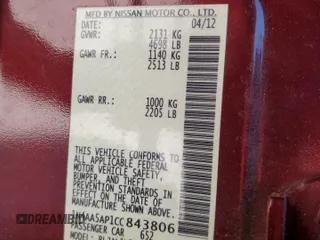 MFD BY NISSAN MOTOR CO., LTD.
DATE: 04/12
GVWR: 2131 KG
4698 LB
GAWR FR.: 1140 KG
2513 LB
GAWR RR.: 1000 KG
2205 LB
THIS VEHICLE CONFORMS TO
ALL APPLICABLE FEDERAL
MOTOR VEHICLE SAFETY,
BUMPER, AND THEFT
PREVENTION STANDARDS IN
EFFECT ON THE DATE OF
MANUFACTURE SHOWN ABOVE.
843806
PASSENGER CAR 652